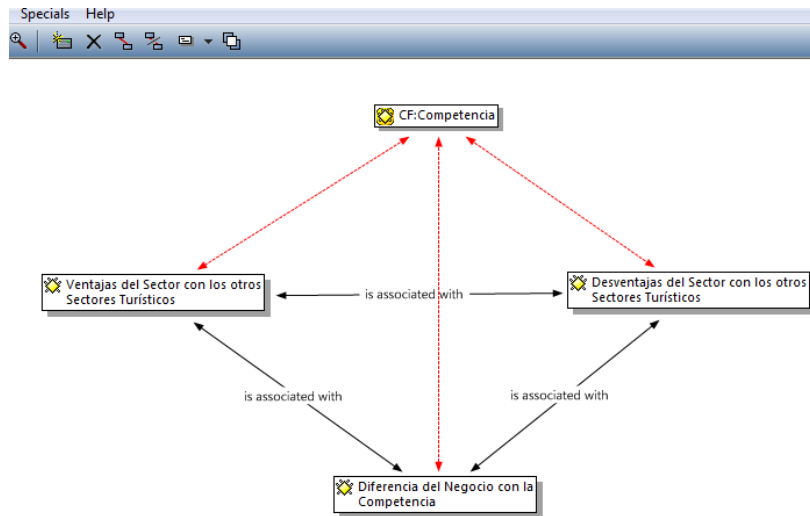 Specials Help
CF:Competencia
Ventajas del Sector con los otros
Sectores Turísticos
is associated with
Desventajas del Sector con los otros
Sectores Turísticos
is associated with
is associated with
Diferencia del Negocio con la
Competencia